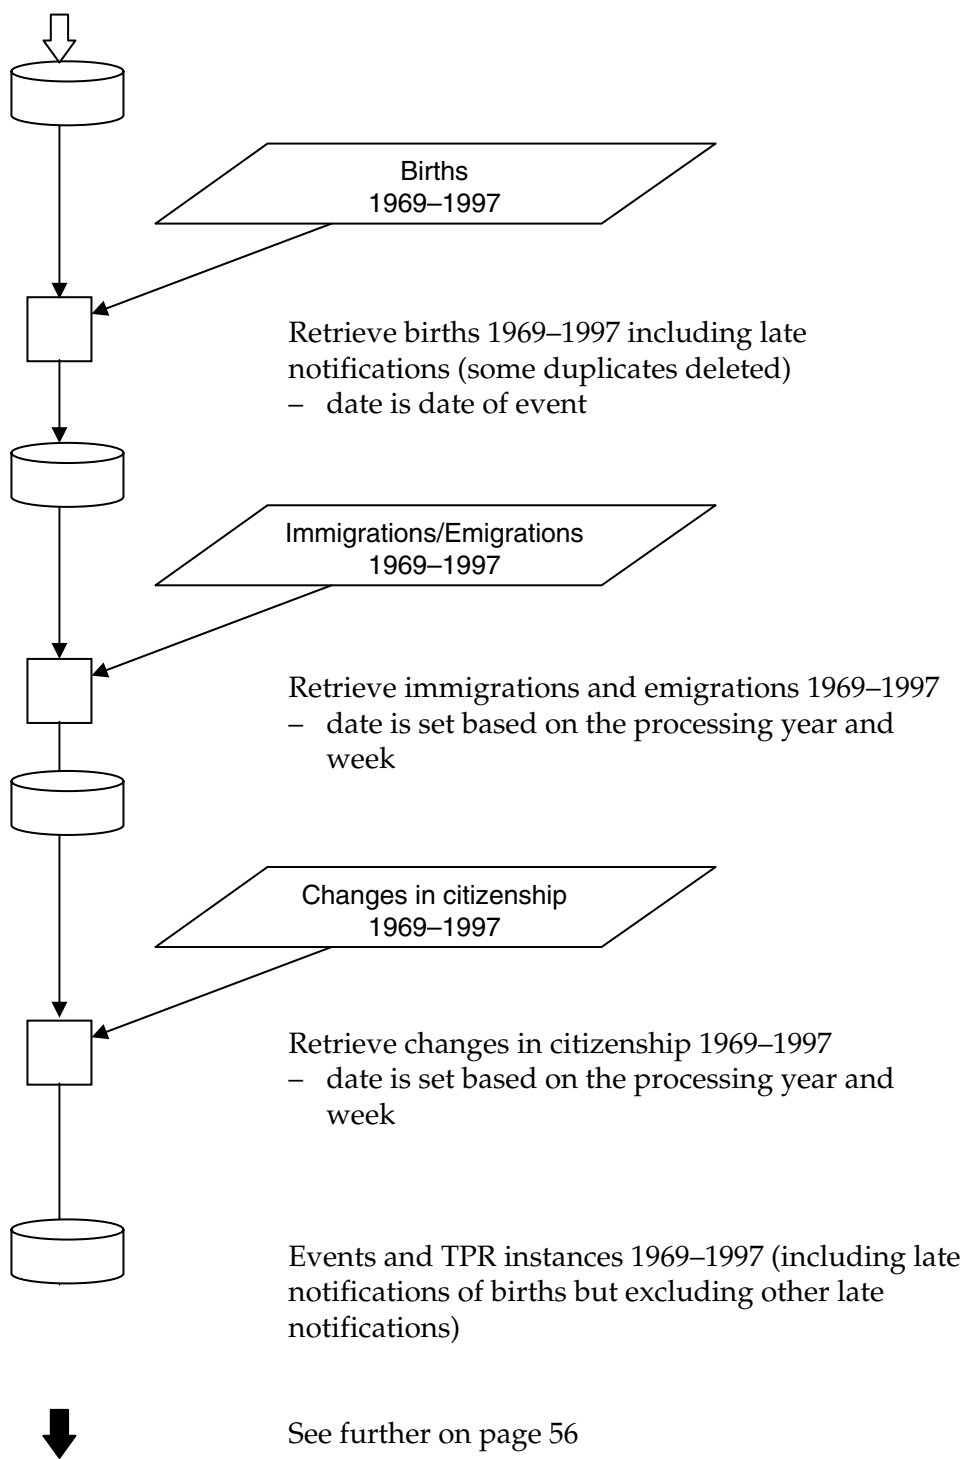 Births
1969–1997
Retrieve births 1969–1997 including late
notifications (some duplicates deleted)
– date is date of event
Immigrations/Emigrations
1969–1997
Retrieve immigrations and emigrations 1969–1997
– date is set based on the processing year and
week
Changes in citizenship
1969–1997
Retrieve changes in citizenship 1969–1997
– date is set based on the processing year and
week
Events and TPR instances 1969–1997 (including late
notifications of births but excluding other late
notifications)
See further on page 56